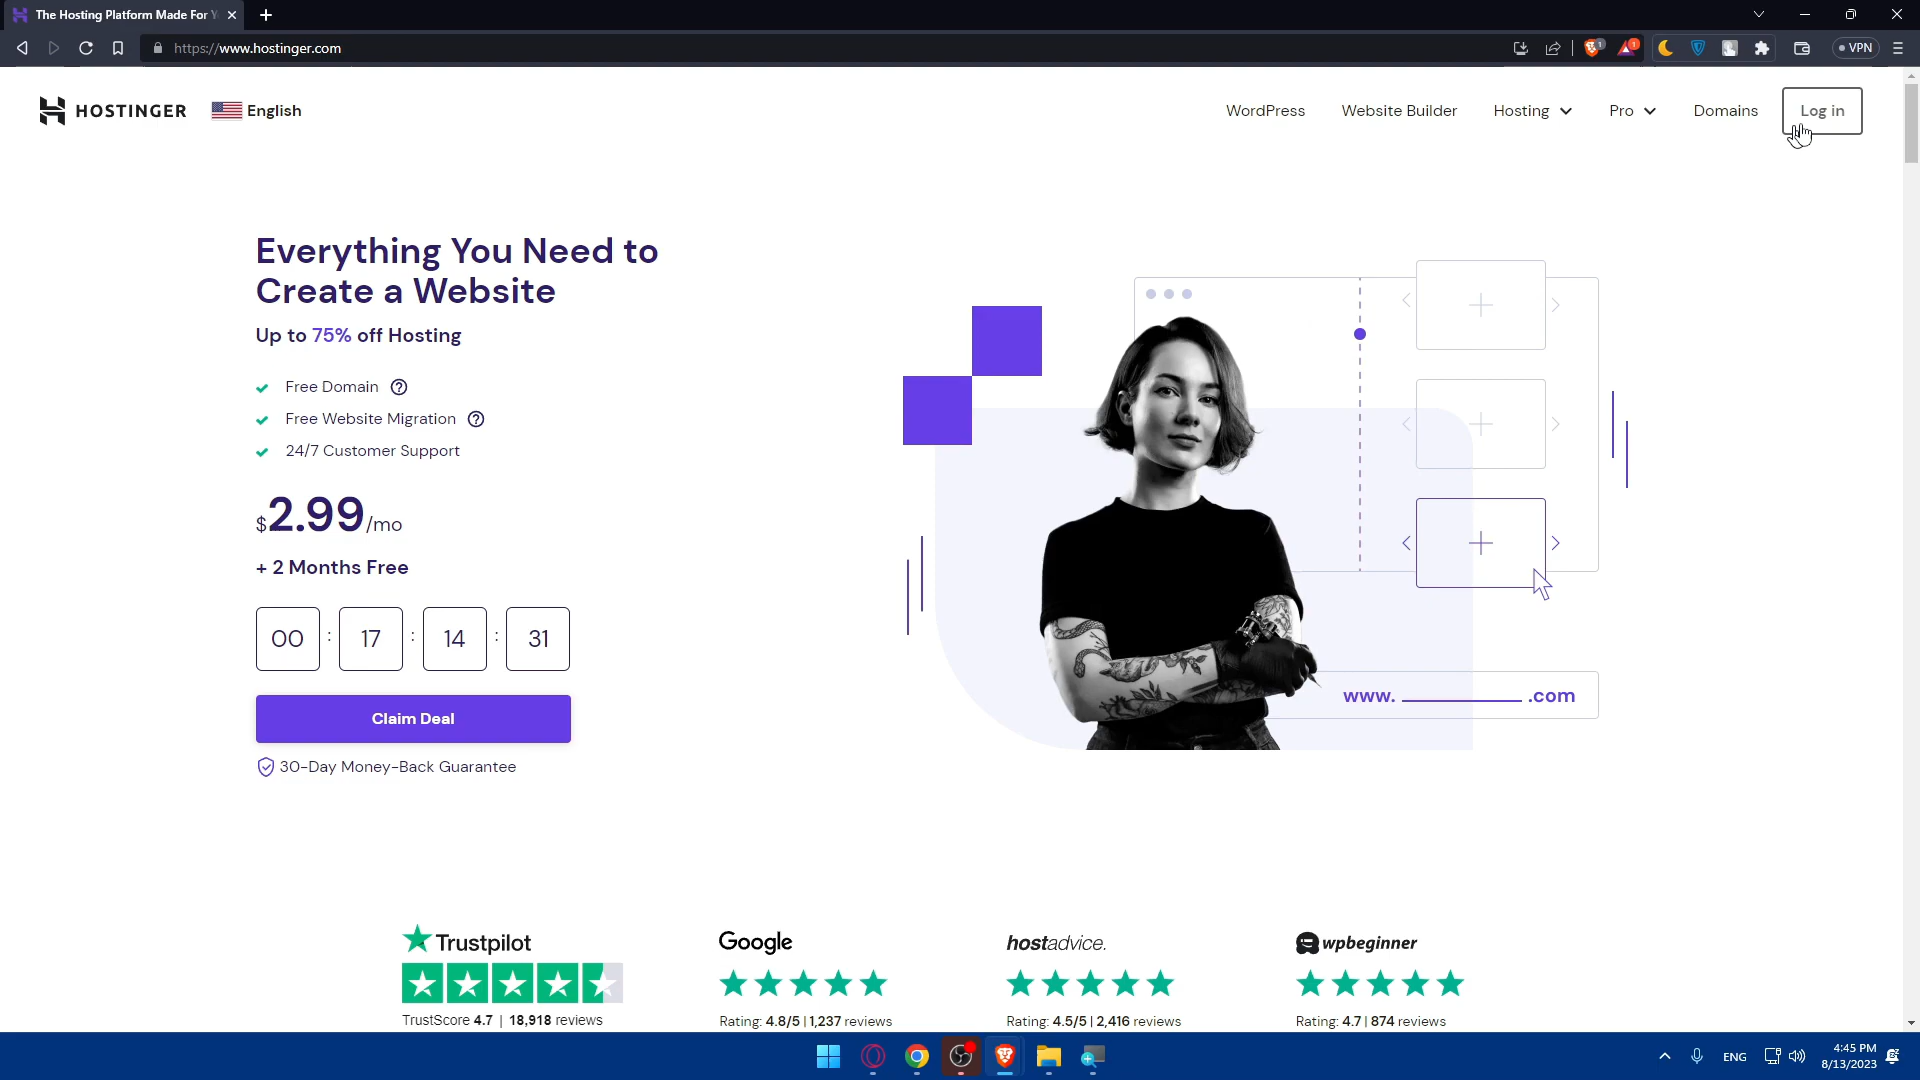 The Hosting Platform Made For Y
https://www.hostinger.com
1
1
VPN
HOSTINGER
English
WordPress
Website Builder
Hosting
Pro
Domains
Log in
Everything You Need to
Create a Website
Up to 75% off Hosting
Free Domain
Free Website Migration
24/7 Customer Support
$2.99/mo
+ 2 Months Free
00 : 17 : 14 : 31
Claim Deal
30-Day Money-Back Guarantee
www. ________ .com
Trustpilot
TrustScore 4.7 | 18,918 reviews
Google
Rating: 4.8/5 | 1,237 reviews
hostadvice.
Rating: 4.5/5 | 2,416 reviews
wpbeginner
Rating: 4.7 | 874 reviews
ENG
4:45 PM
8/13/2023